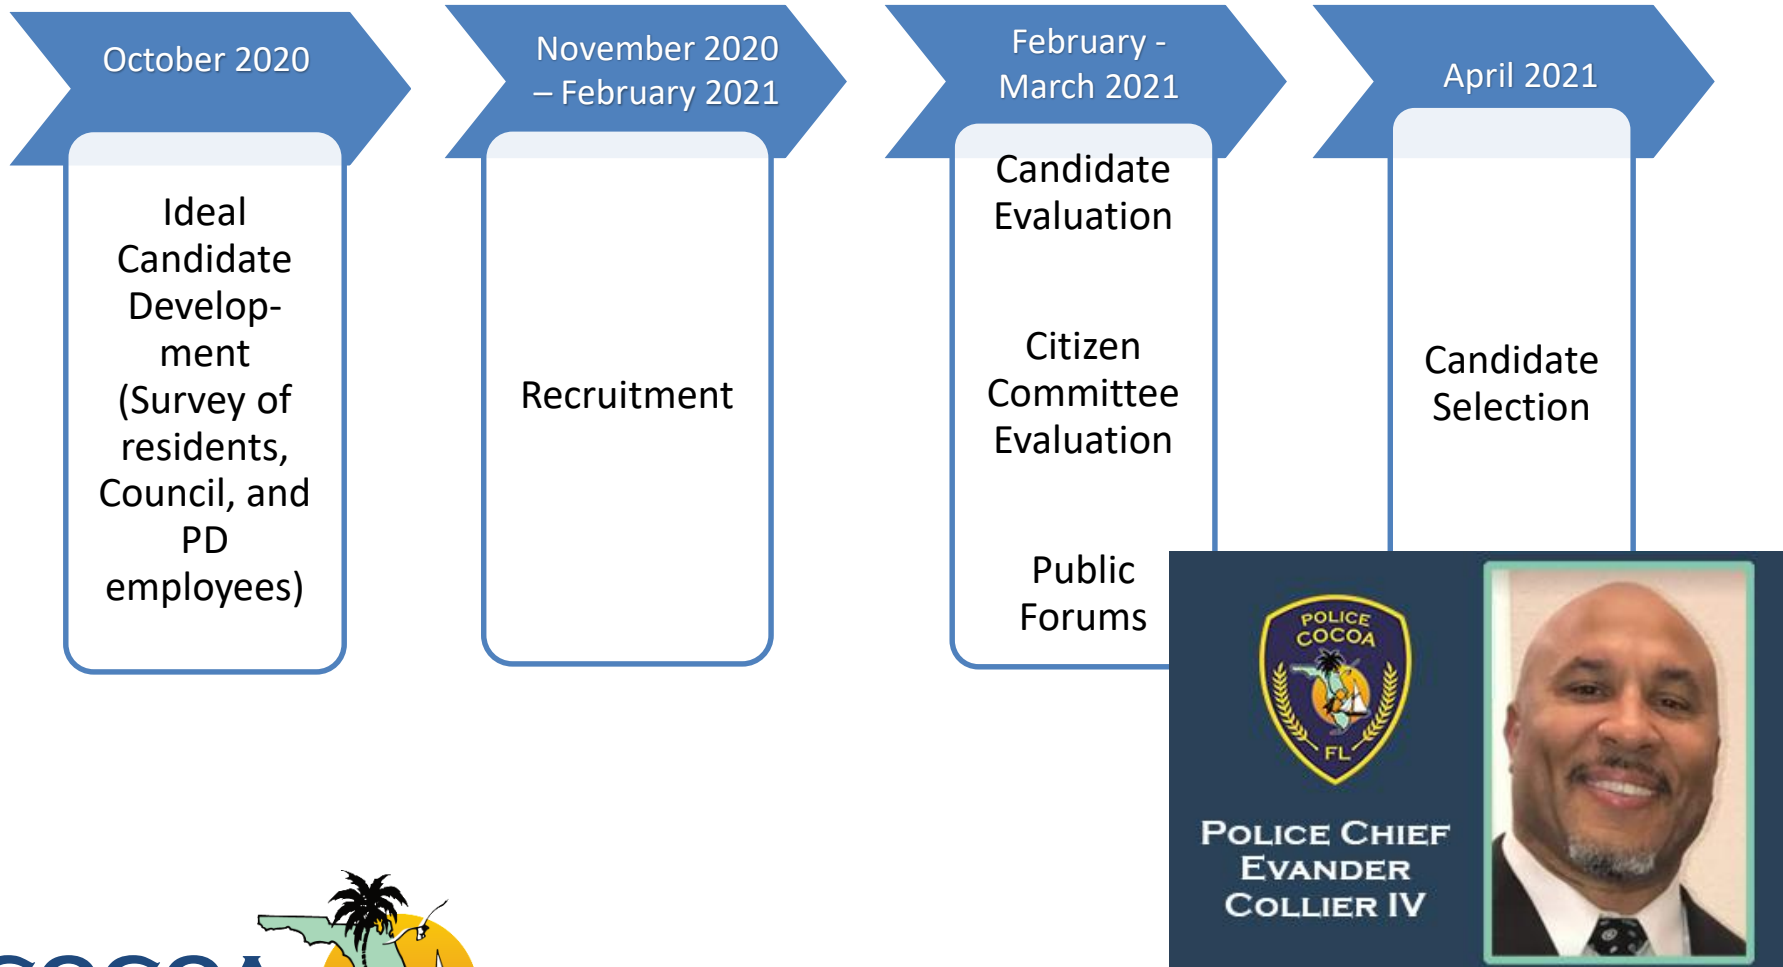 October 2020
Ideal
Candidate
Develop-
ment
(Survey of
residents,
Council, and
PD
employees)
November 2020
– February 2021
Recruitment
February -
March 2021
Candidate
Evaluation
Citizen
Committee
Evaluation
Public
Forums
April 2021
Candidate
Selection
POLICE
COCOA
FL
POLICE CHIEF
EVANDER
COLLIER IV
COCOA